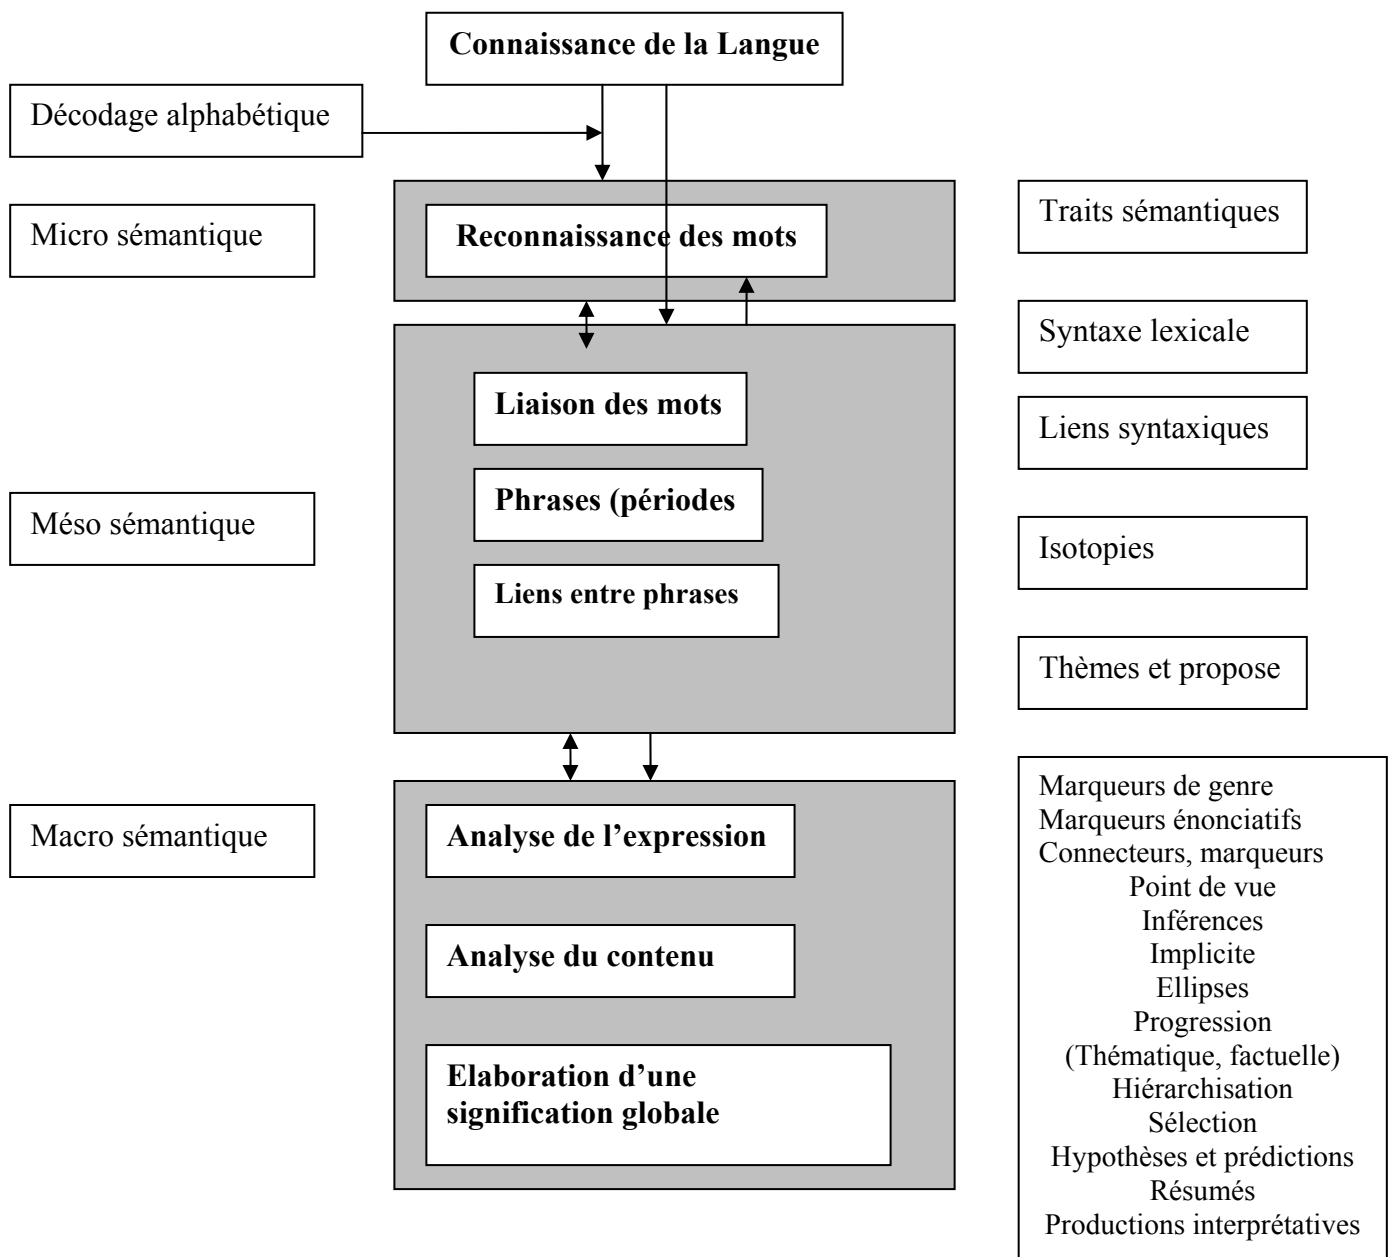 Connaissance de la Langue
Décodage alphabétique
Micro sémantique
Reconnaissance des mots
Traits sémantiques
Syntaxe lexicale
Liaison des mots
Liens syntaxiques
Phrases (périodes
Méso sémantique
Isotopies
Liens entre phrases
Thèmes et propose
Macro sémantique
Analyse de l’expression
Analyse du contenu
Elaboration d’une
signification globale
Marqueurs de genre
Marqueurs énonciatifs
Connecteurs, marqueurs
Point de vue
Inférences
Implicite
Ellipses
Progression
(Thématique, factuelle)
Hiérarchisation
Sélection
Hypothèses et prédictions
Résumés
Productions interprétatives